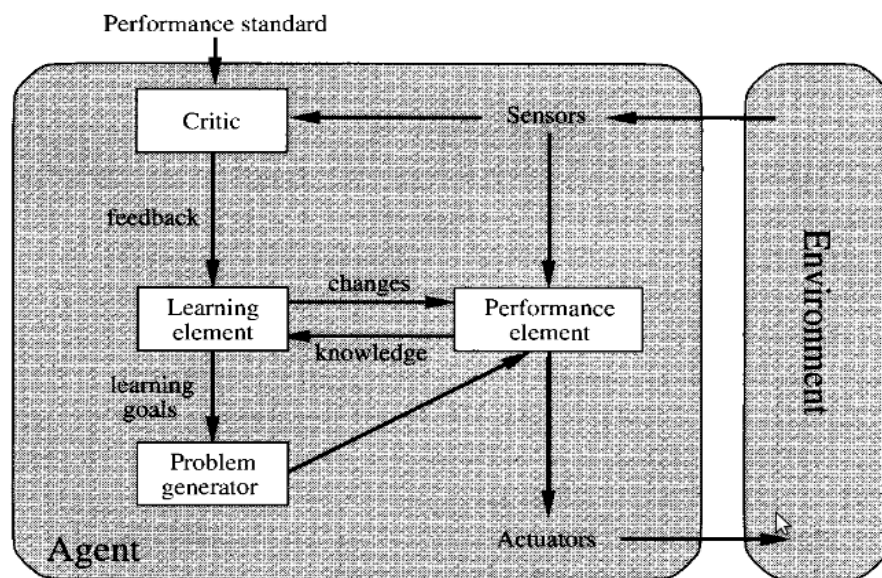 Performance standard
Critic
Sensors
feedback
changes
Learning
element
Performance
element
knowledge
learning
goals
Problem
generator
Actuators
Agent
Environment